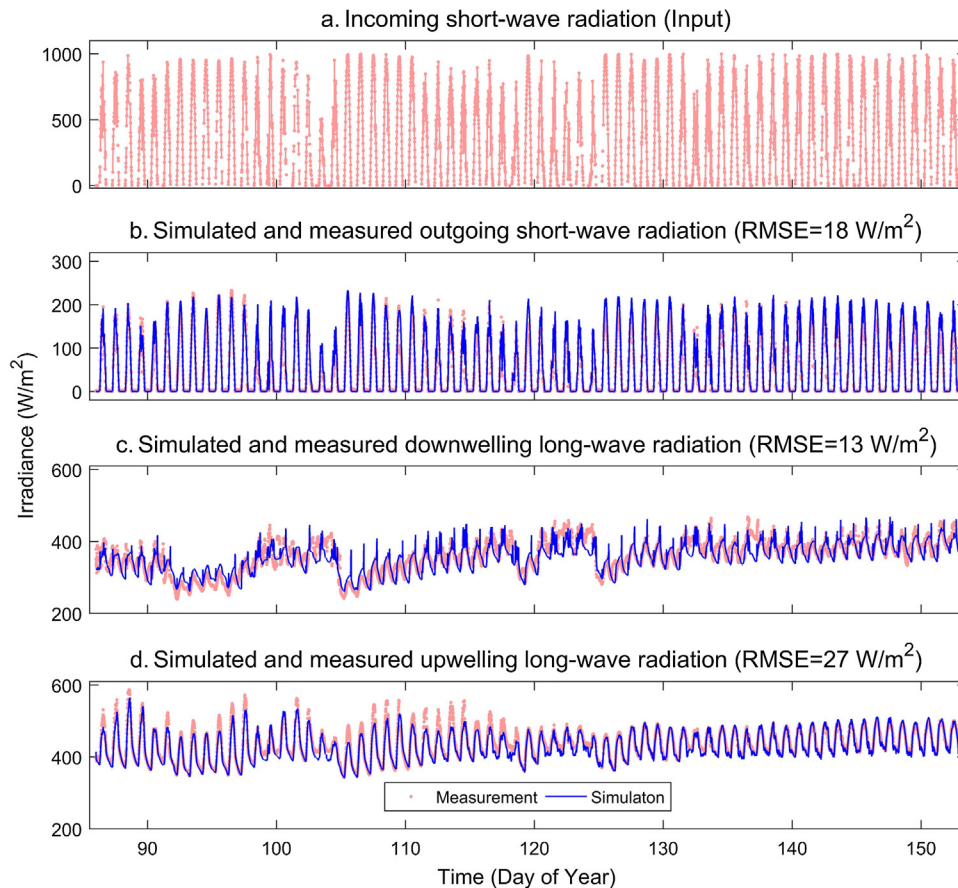 a. Incoming short-wave radiation (Input)
1000
500
0
b. Simulated and measured outgoing short-wave radiation (RMSE=18 W/m²)
300
200
100
0
Irradiance (W/m²)
c. Simulated and measured downwelling long-wave radiation (RMSE=13 W/m²)
600
400
200
d. Simulated and measured upwelling long-wave radiation (RMSE=27 W/m²)
600
400
200
Measurement Simulaton
90 100 110 120 130 140 150
Time (Day of Year)